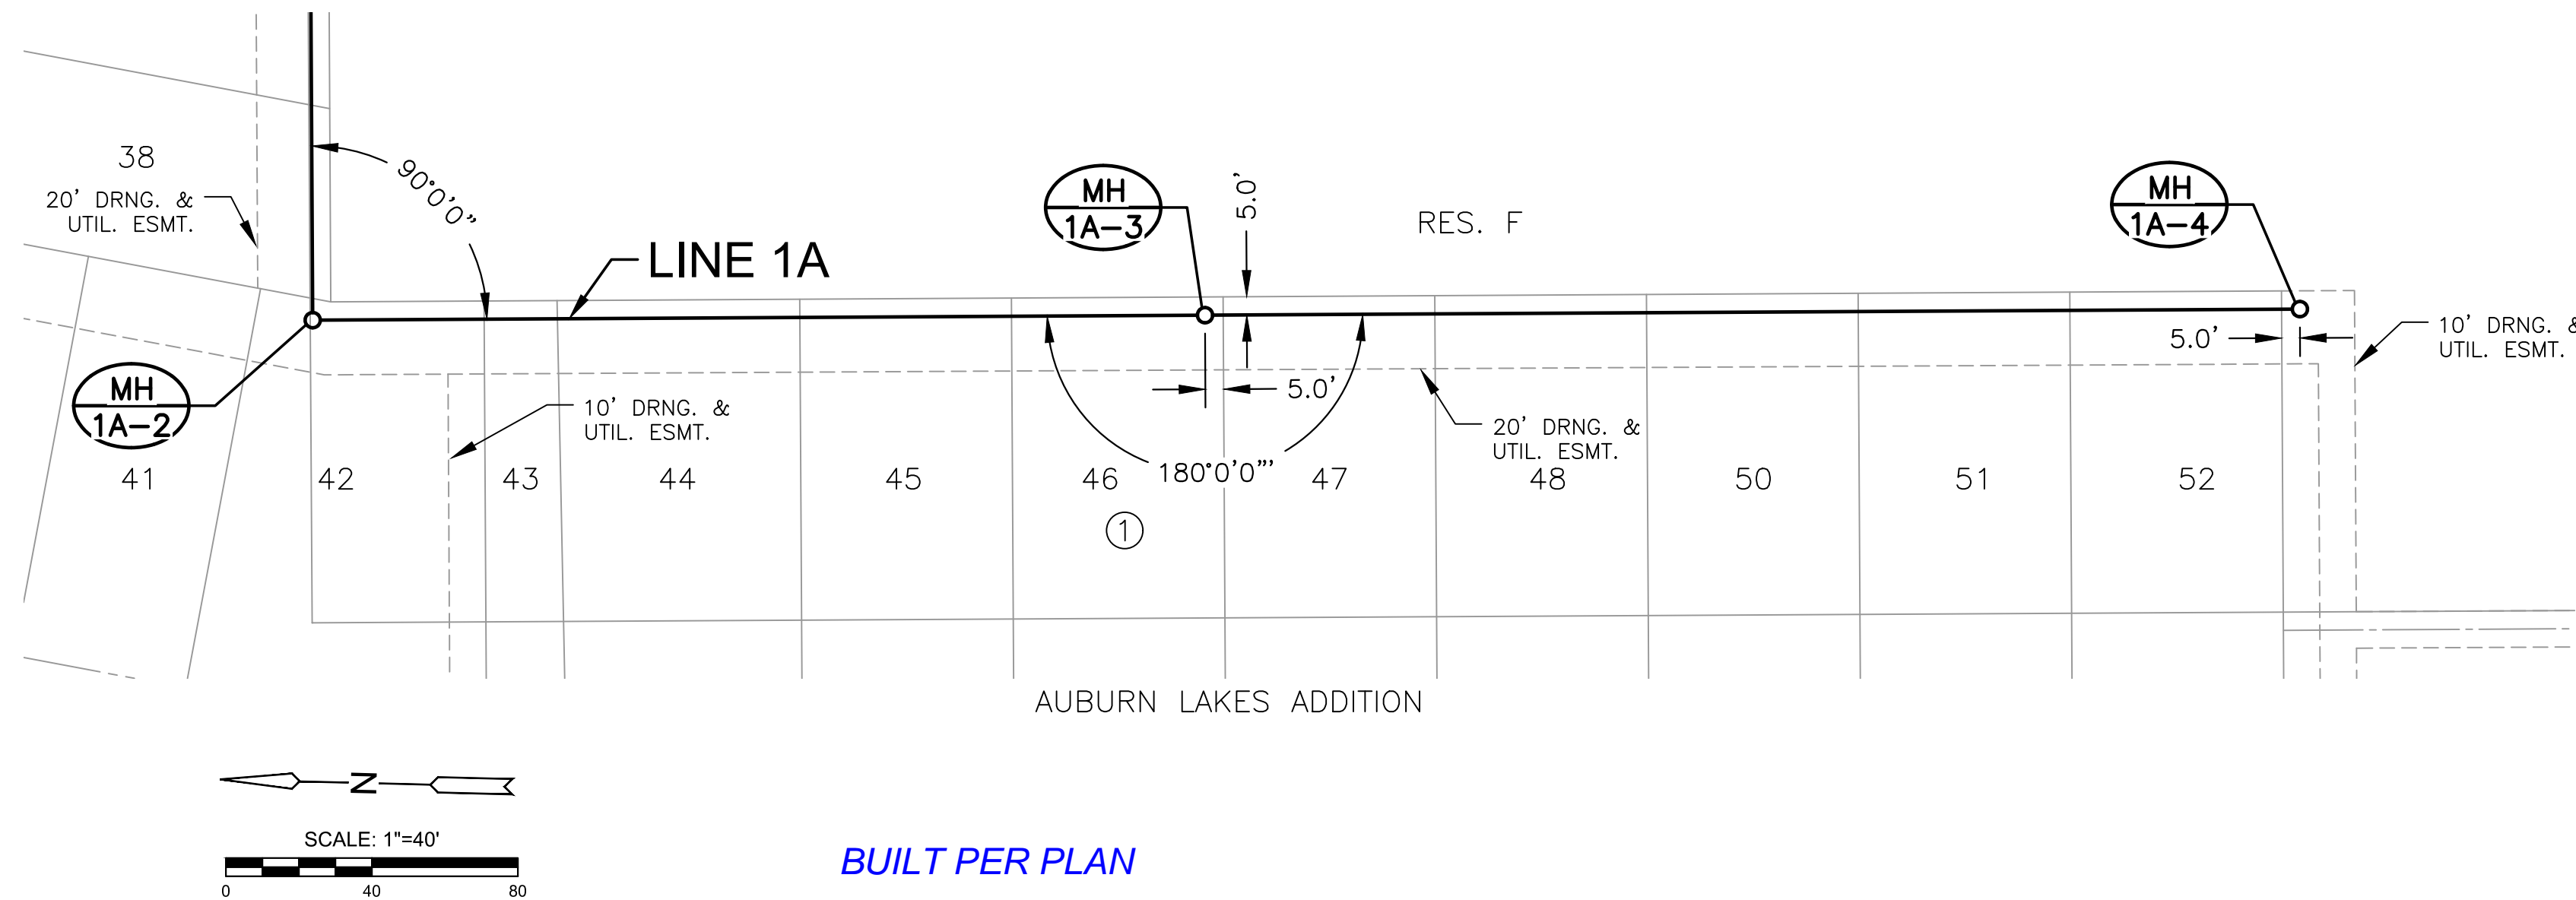 38
20' DRNG. &
UTIL. ESMT.
90°0'0"
LINE 1A
MH
1A-3
5.0'
RES. F
MH
1A-4
5.0'
10' DRNG. &
UTIL. ESMT.
MH
1A-2
10' DRNG. &
UTIL. ESMT.
5.0'
20' DRNG. &
UTIL. ESMT.
180°0'0"'
41
42
43
44
45
46
47
48
50
51
52
1
AUBURN LAKES ADDITION
N
SCALE: 1"=40'
0 40 80
BUILT PER PLAN